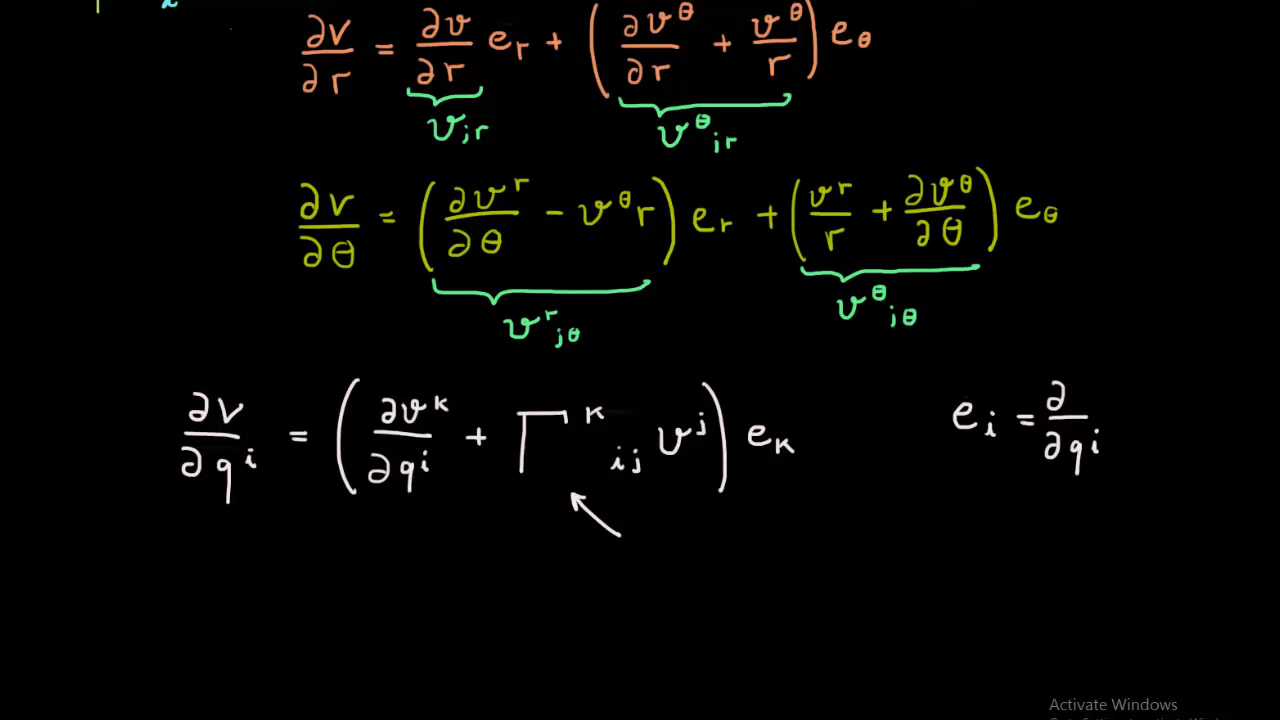 ∂v/∂r = ∂v/∂r e_r + (∂v^θ/∂r + v^θ/r) e_θ
v_;r v^θ_;r
∂v/∂θ = (∂v^r/∂θ − v^θ r) e_r + (v^r/r + ∂v^θ/∂θ) e_θ
v^r_;θ v^θ_;θ
∂v/∂q^i = (∂v^k/∂q^i + Γ^k_ij v^j) e_k e_i = ∂/∂q^i
Activate Windows